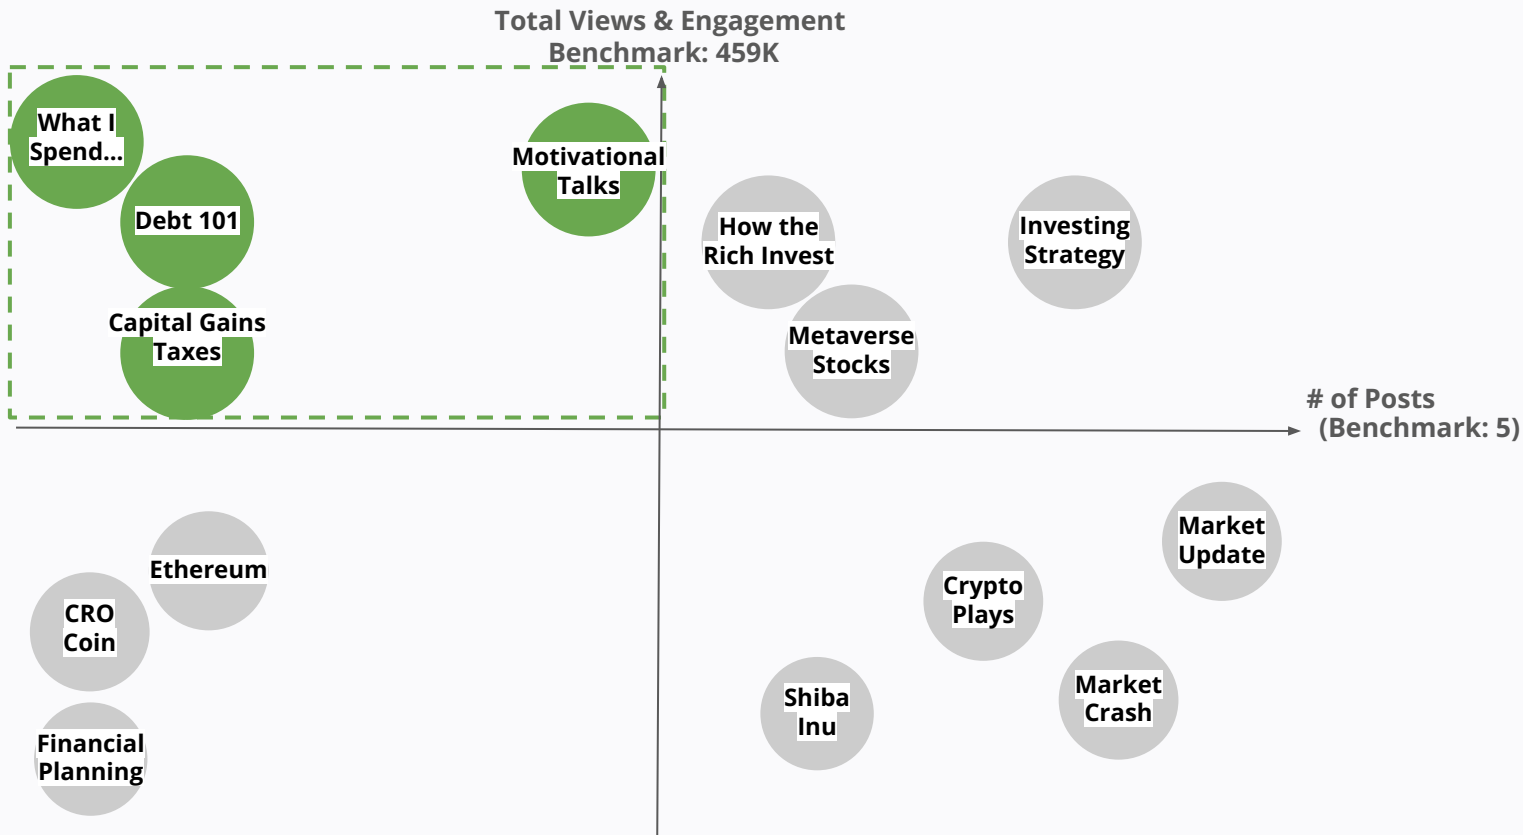 Total Views & Engagement
Benchmark: 459K
What I
Spend...
Motivational
Talks
Debt 101
How the
Rich Invest
Investing
Strategy
Capital Gains
Taxes
Metaverse
Stocks
# of Posts
(Benchmark: 5)
Market
Update
Ethereum
Crypto
Plays
CRO
Coin
Market
Crash
Shiba
Inu
Financial
Planning